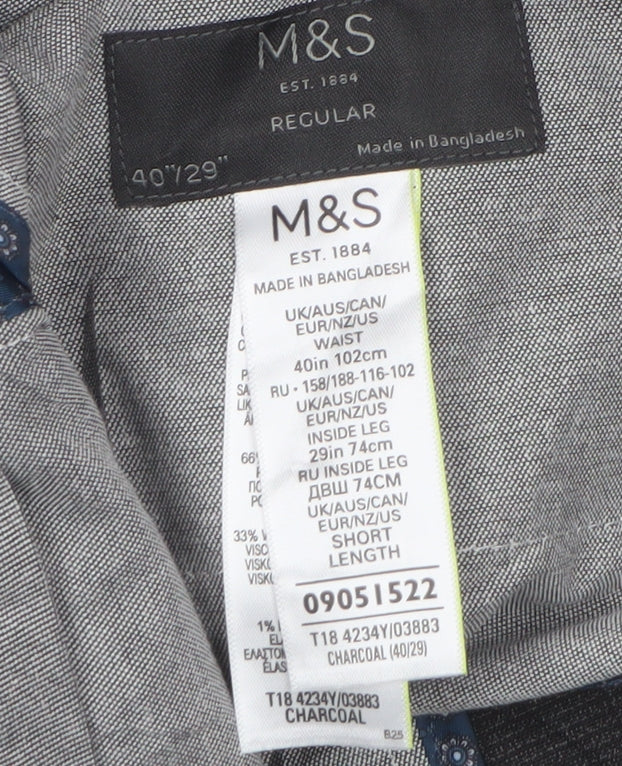 M&S
EST. 1884
REGULAR
Made in Bangladesh
40"/29"
M&S
EST. 1884
MADE IN BANGLADESH
UK/AUS/CAN/
EUR/NZ/US
WAIST
40in 102cm
RU • 158/188-116-102
UK/AUS/CAN/
EUR/NZ/US
INSIDE LEG
29in 74cm
RU INSIDE LEG
ДВШ 74CM
UK/AUS/CAN/
EUR/NZ/US
SHORT
LENGTH
09051522
T18 4234Y/03883
CHARCOAL (40/29)
66%
33%
1%
T18 4234Y/03883
CHARCOAL
B25